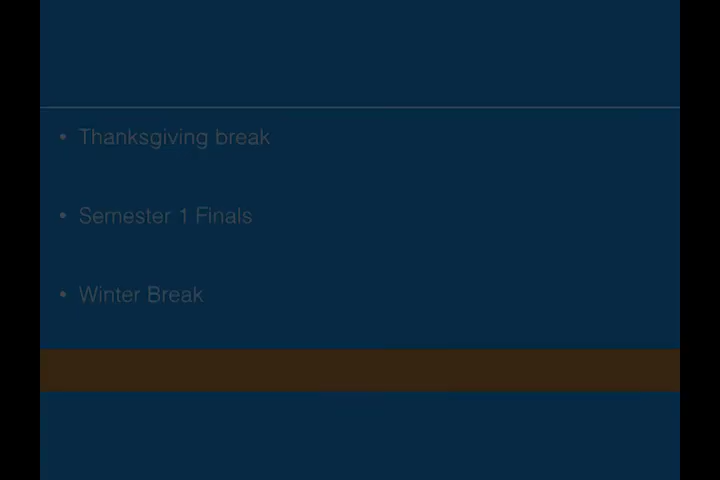 • Thanksgiving break
• Semester 1 Finals
• Winter Break